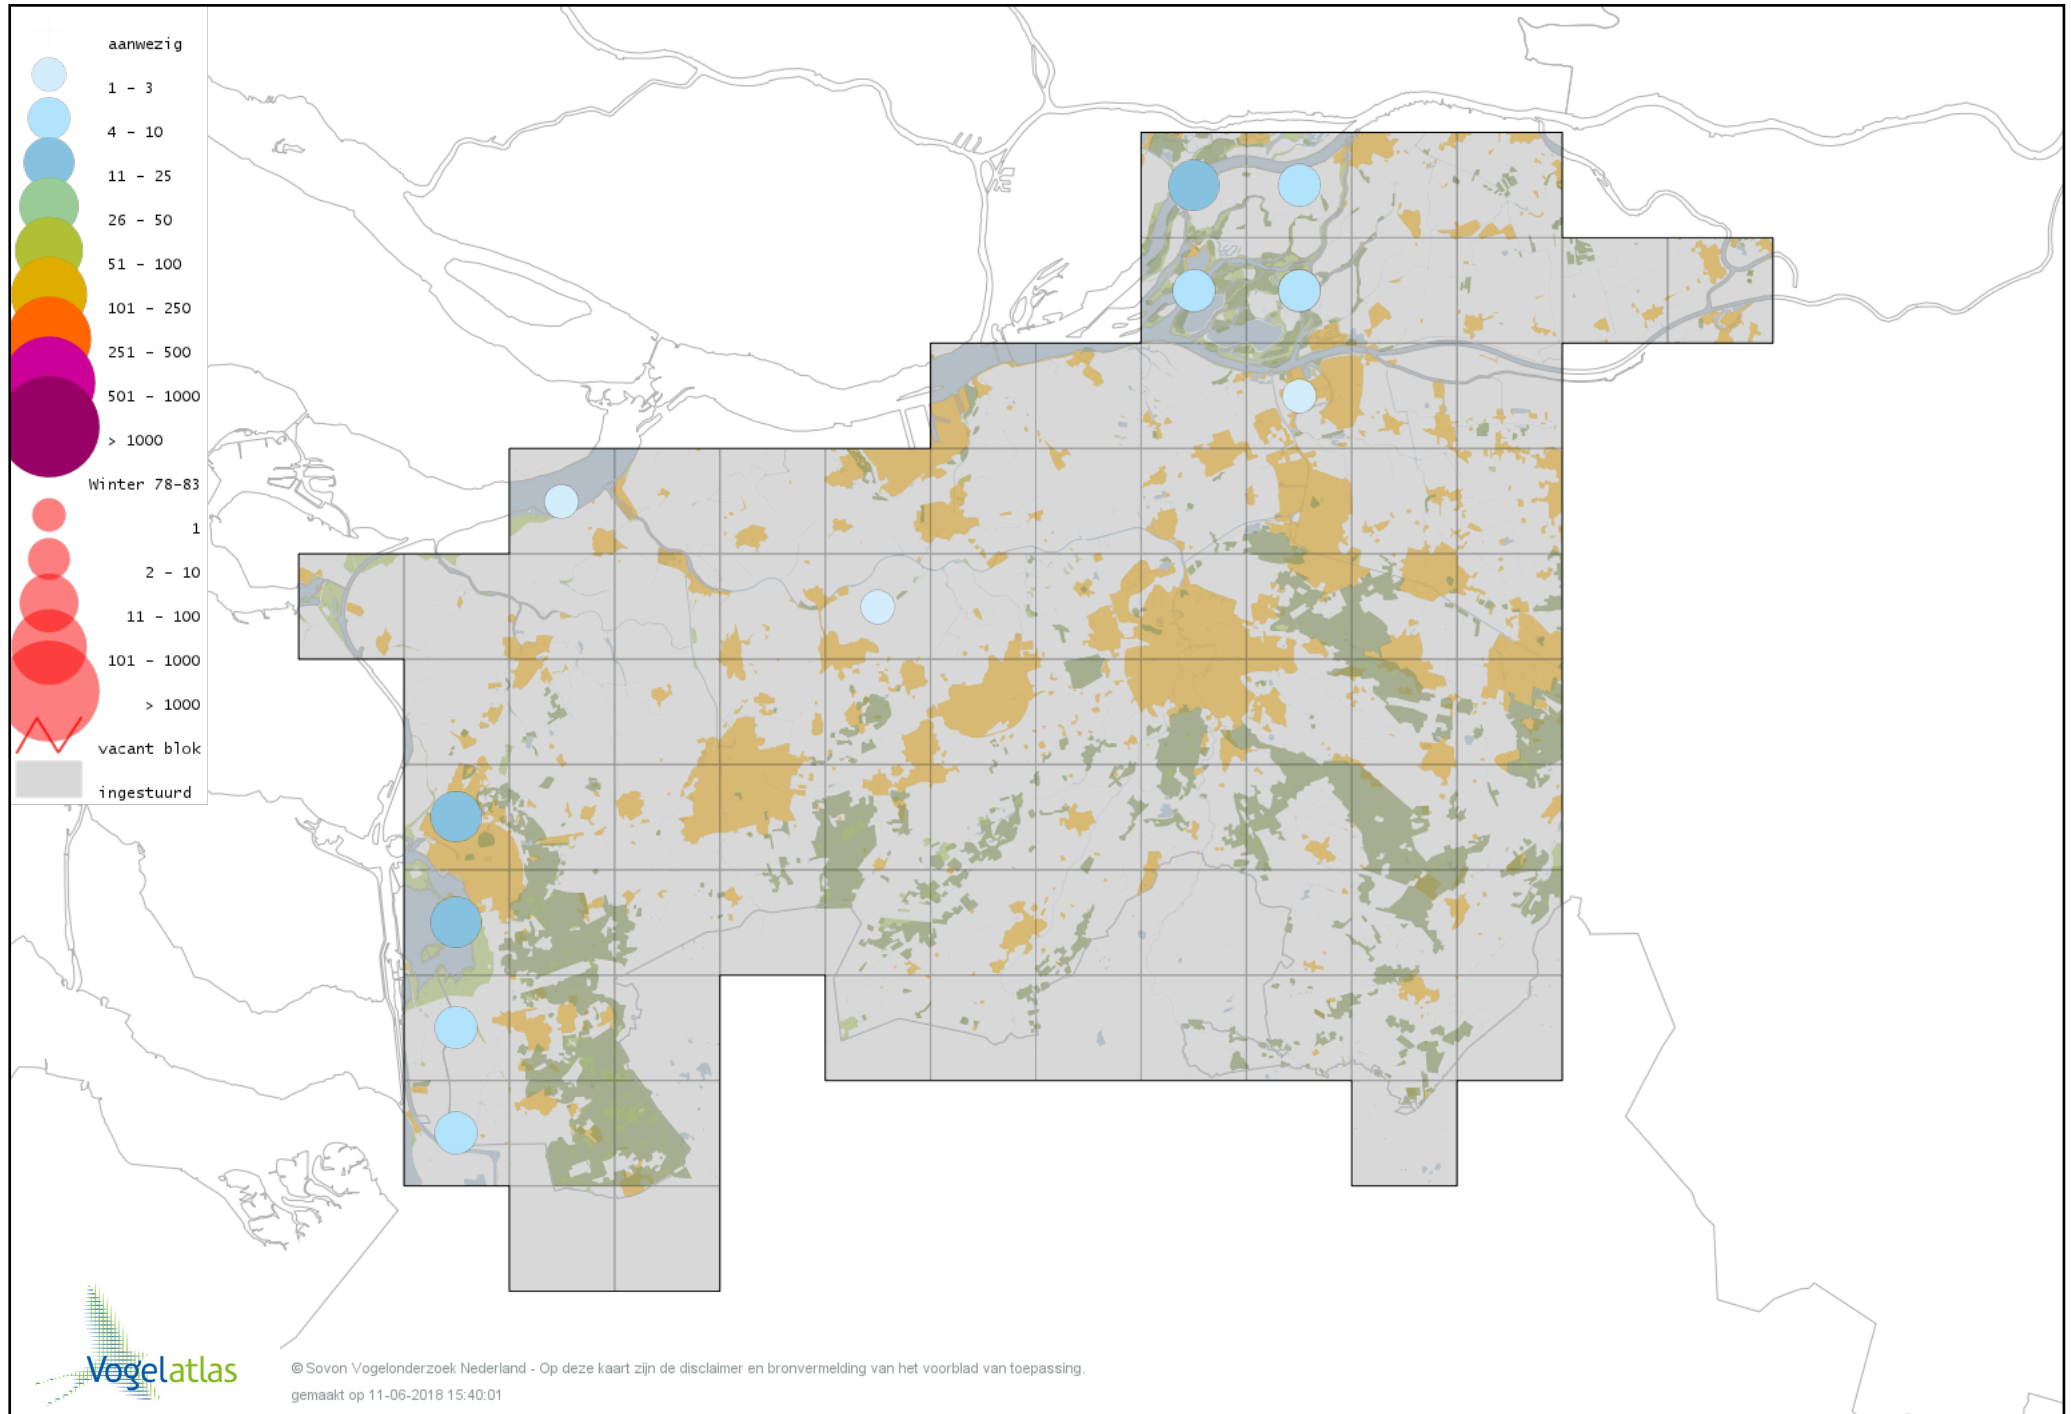 aanwezig
1 - 3
4 - 10
11 - 25
26 - 50
51 - 100
101 - 250
251 - 500
501 - 1000
> 1000
Winter 78-83
1
2 - 10
11 - 100
101 - 1000
> 1000
vacant blok
ingestuurd
Vogelatlas
© Sovon Vogelonderzoek Nederland - Op deze kaart zijn de disclaimer en bronvermelding van het voorblad van toepassing.
gemaakt op 11-06-2018 15:40:01